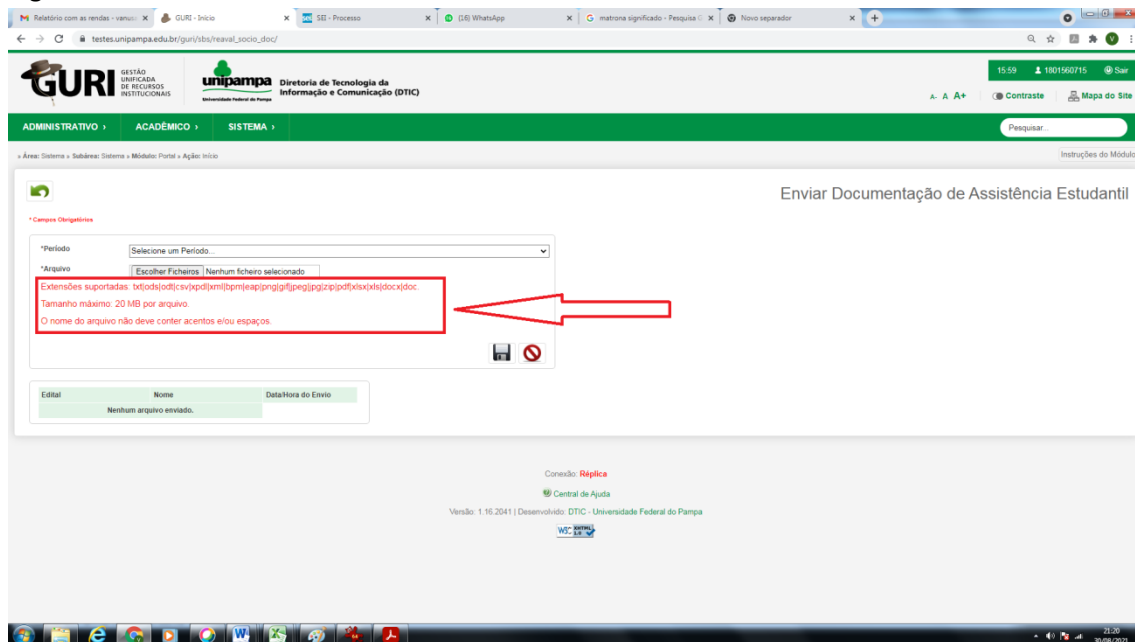 Relatório com as rendas - vanus
GURI - Início
SEI - Processo
(16) WhatsApp
matrona significado - Pesquisa
Novo separador
testes.unipampa.edu.br/guri/sbs/reaval_socio_doc/
GURI
GESTÃO
UNIFICADA
DE RECURSOS
INSTITUCIONAIS
unipampa
Universidade Federal do Pampa
Diretoria de Tecnologia da
Informação e Comunicação (DTIC)
15:59 1801560715 Sair
A- A A+ Contraste Mapa do Site
ADMINISTRATIVO › ACADÊMICO › SISTEMA ›
Pesquisar...
» Área: Sistema » Subárea: Sistema » Módulo: Portal » Ação: Início
Instruções do Módulo
Enviar Documentação de Assistência Estudantil
* Campos Obrigatórios
*Período Selecione um Período...
*Arquivo Escolher Ficheiros Nenhum ficheiro selecionado
Extensões suportadas: txt|ods|odt|csv|xpdl|xml|bpm|eap|png|gif|jpeg|jpg|zip|pdf|xlsx|xls|docx|doc.
Tamanho máximo: 20 MB por arquivo.
O nome do arquivo não deve conter acentos e/ou espaços.
Edital Nome Data/Hora do Envio
Nenhum arquivo enviado.
Conexão: Réplica
Central de Ajuda
Versão: 1.16.2041 | Desenvolvido: DTIC - Universidade Federal do Pampa
W3C XHTML 1.0
21:20
30/08/2021